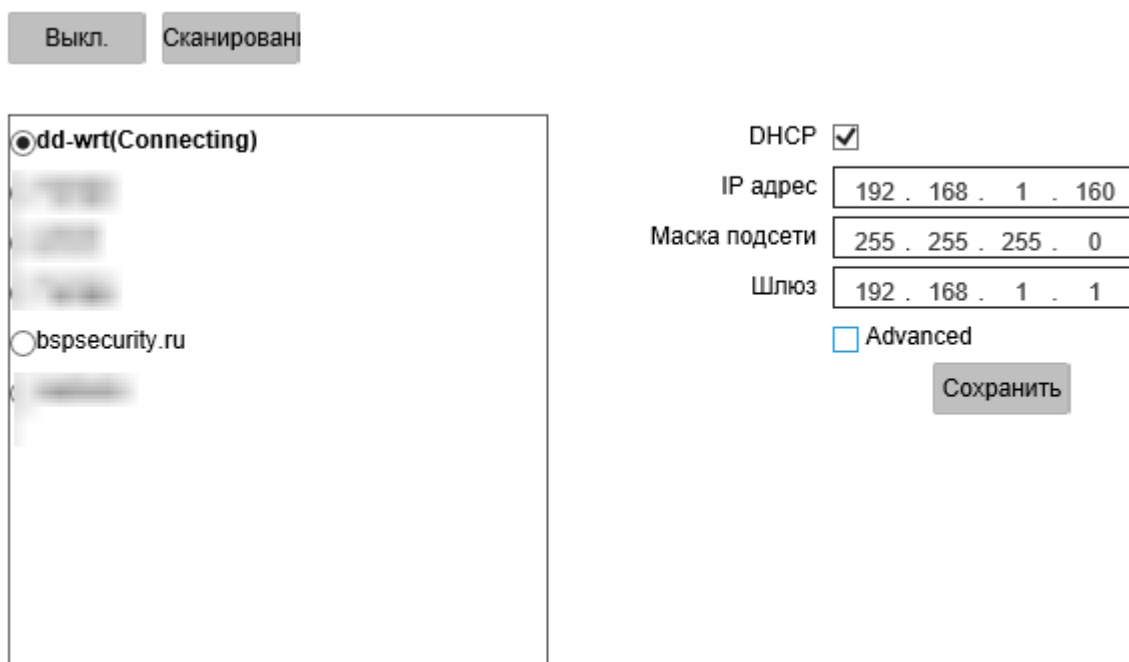 Выкл. Сканировани
dd-wrt(Connecting)
bspsecurity.ru
DHCP
IP адрес 192 . 168 . 1 . 160
Маска подсети 255 . 255 . 255 . 0
Шлюз 192 . 168 . 1 . 1
Advanced
Сохранить